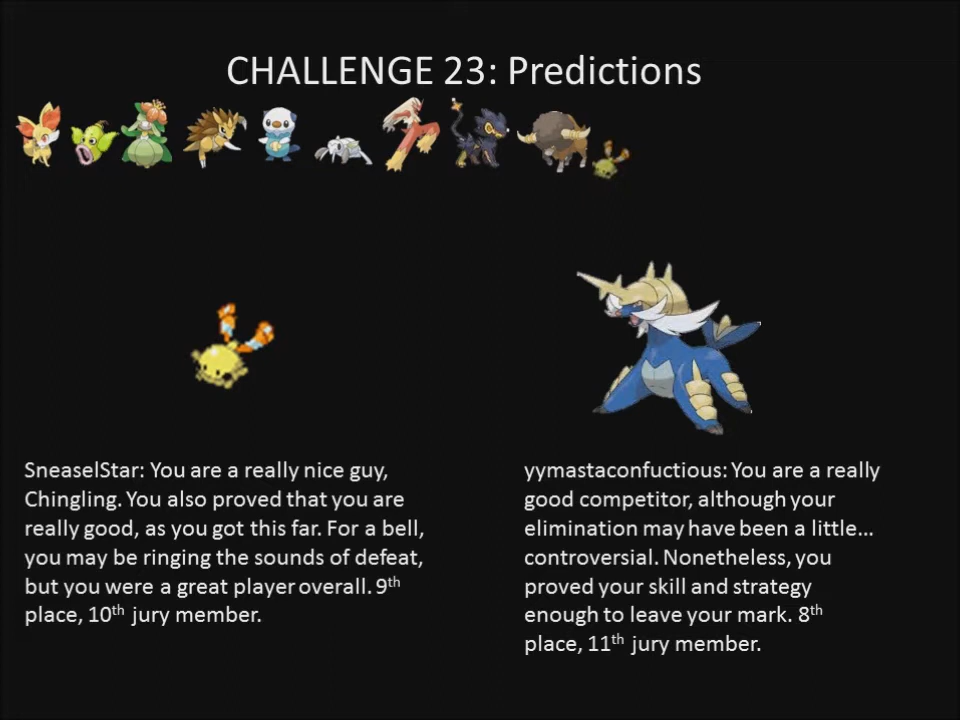 CHALLENGE 23: Predictions
SneaselStar: You are a really nice guy,
Chingling. You also proved that you are
really good, as you got this far. For a bell,
you may be ringing the sounds of defeat,
but you were a great player overall. 9th
place, 10th jury member.
yymastaconfuctious: You are a really
good competitor, although your
elimination may have been a little…
controversial. Nonetheless, you
proved your skill and strategy
enough to leave your mark. 8th
place, 11th jury member.